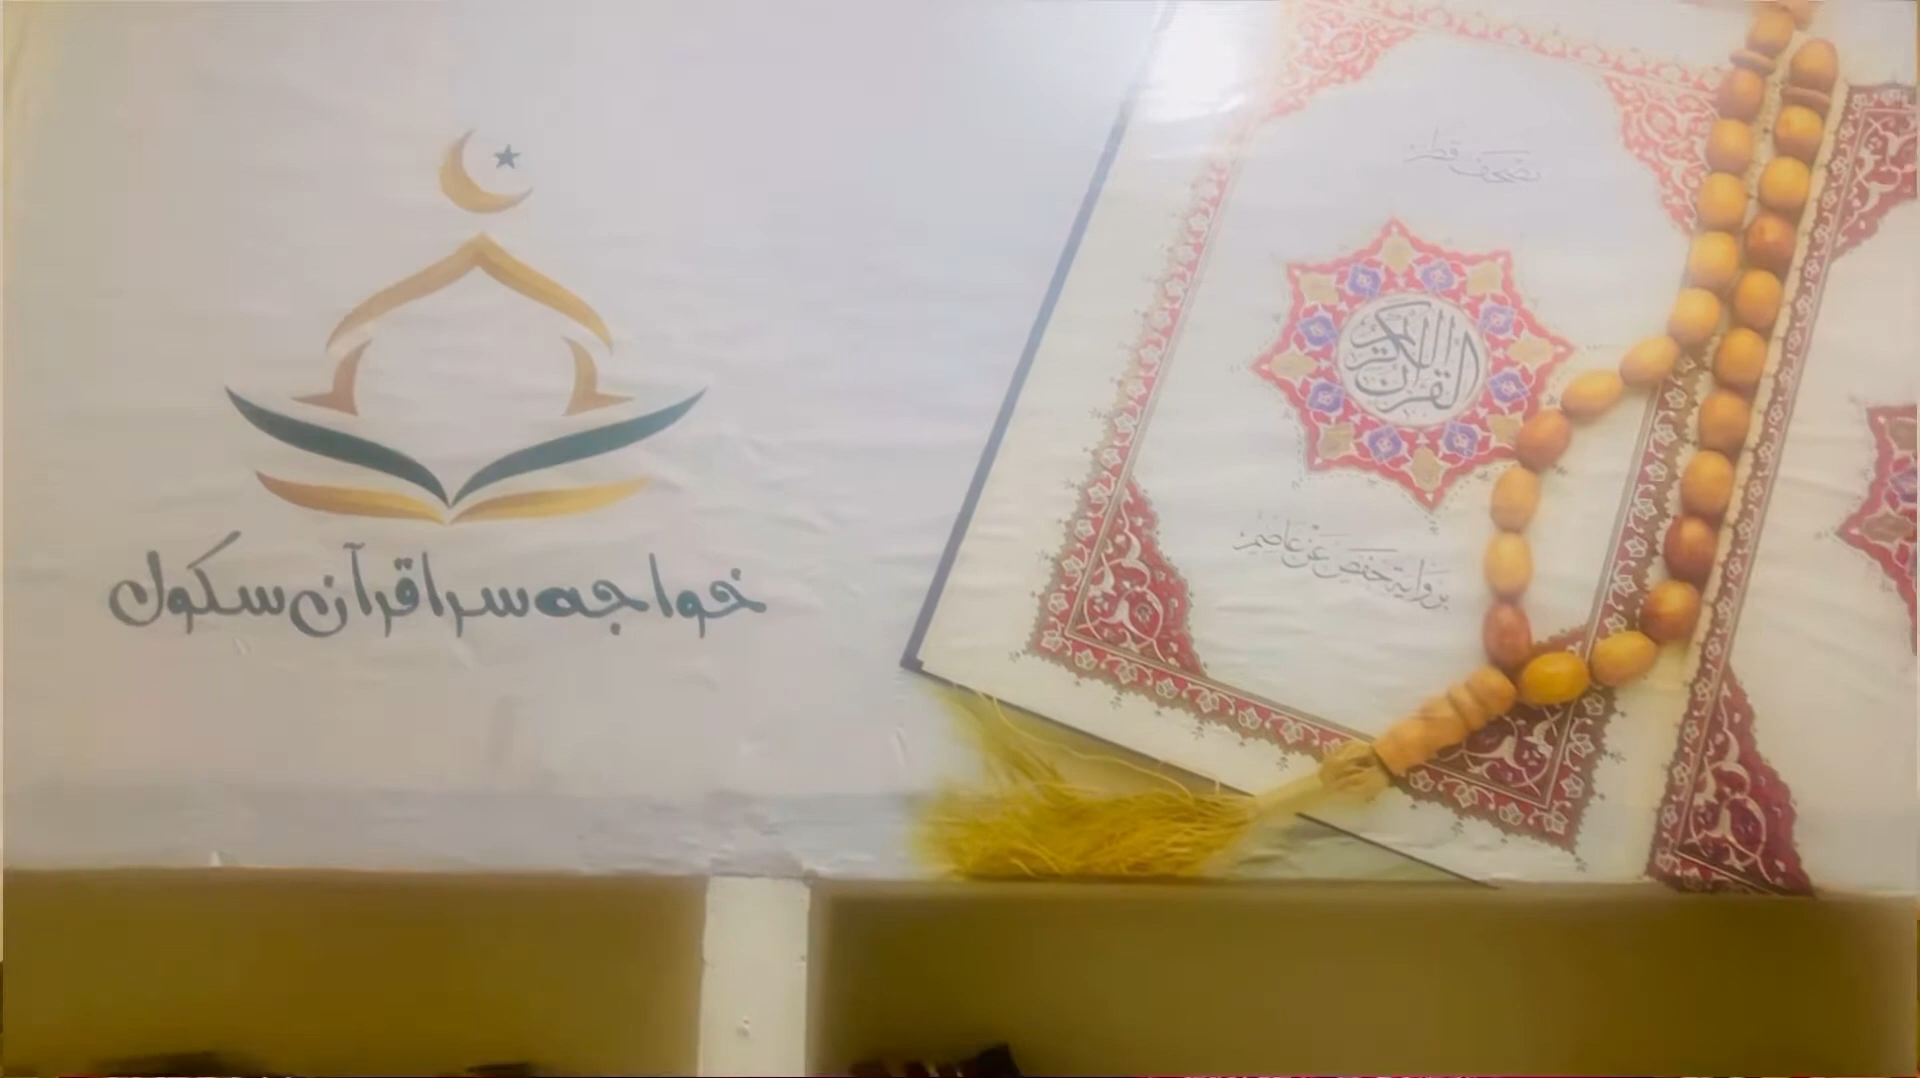 خواجه سرا قرآن سکول
مصحف قطر
القرآن الكريم
برواية حفص عن عاصم